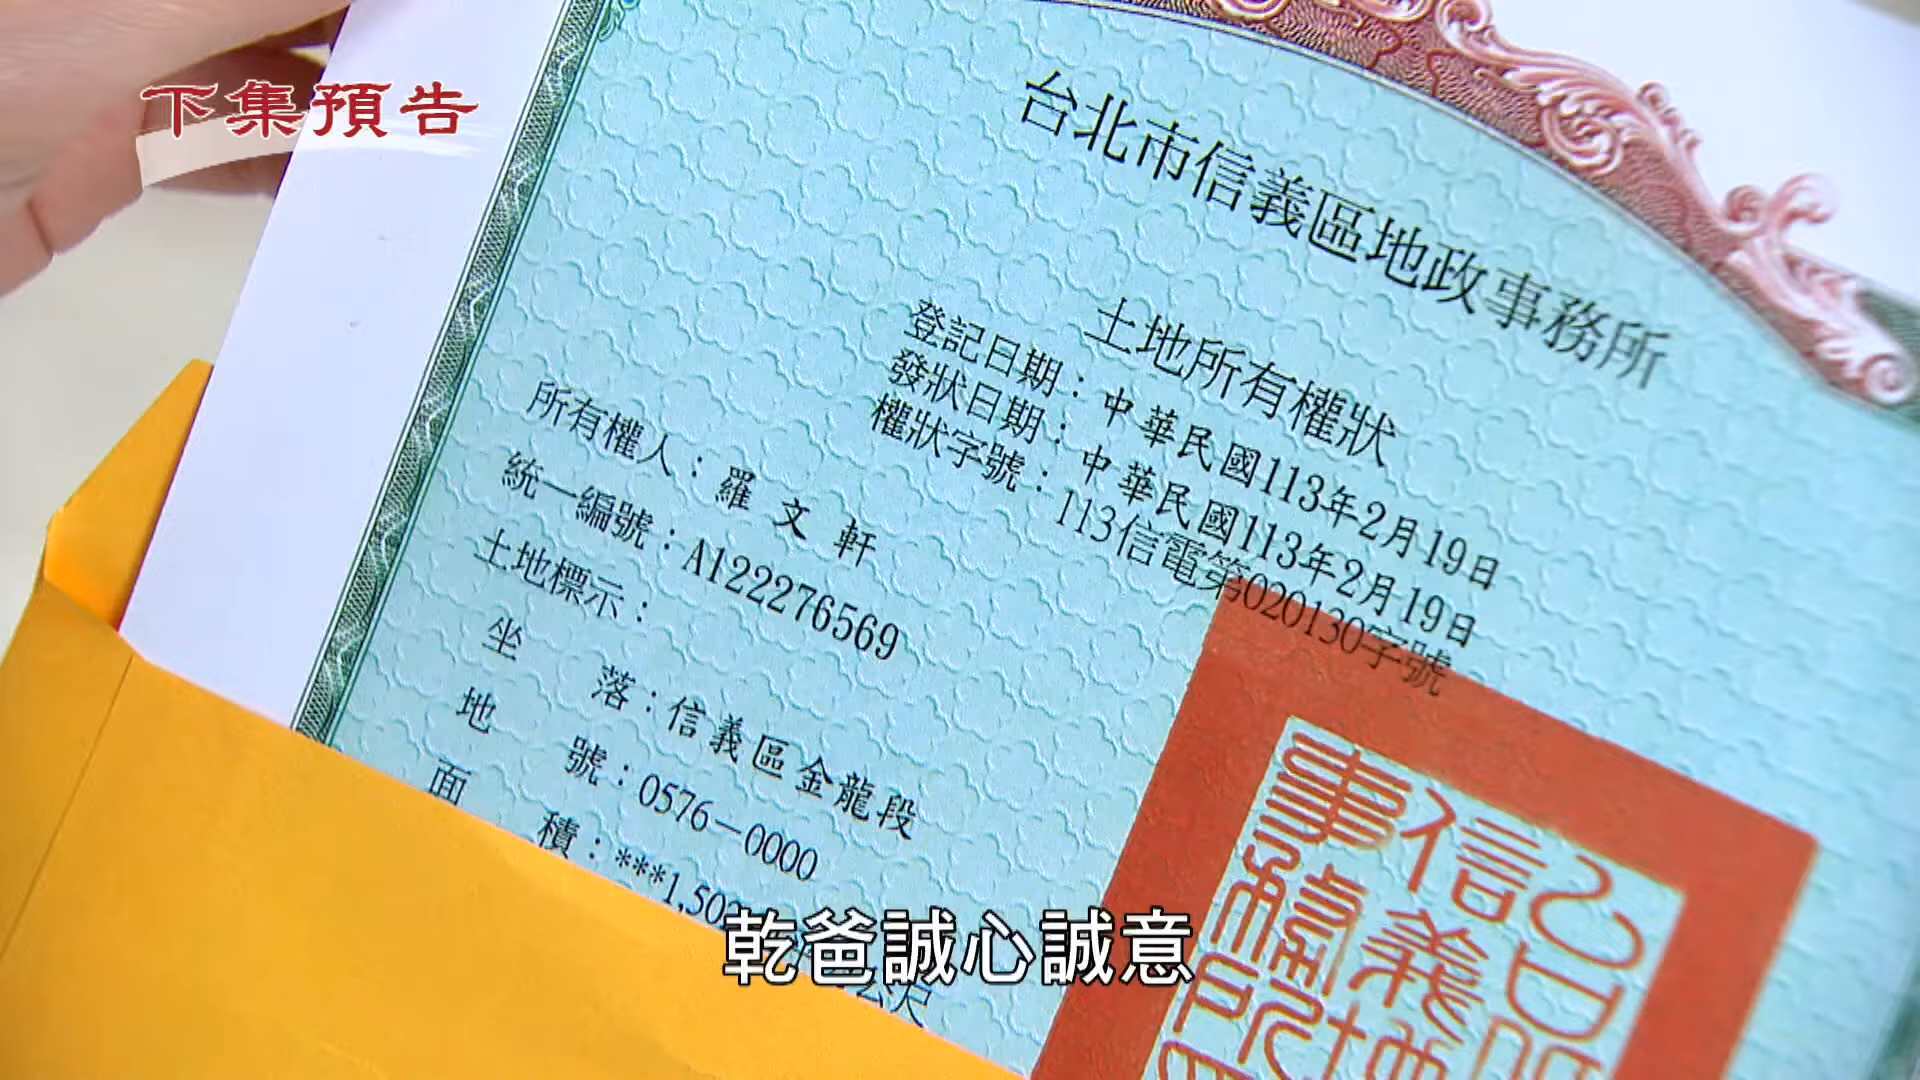 下集預告
台北市信義區地政事務所
土地所有權狀
登記日期：中華民國113年2月19日
發狀日期：中華民國113年2月19日
權狀字號：113信電第020130字號
所有權人：羅文軒
統一編號：A122276569
土地標示：
坐　　落：信義區金龍段
地　　號：0576－0000
面　　積：***1,50
公尺
乾爸誠心誠意